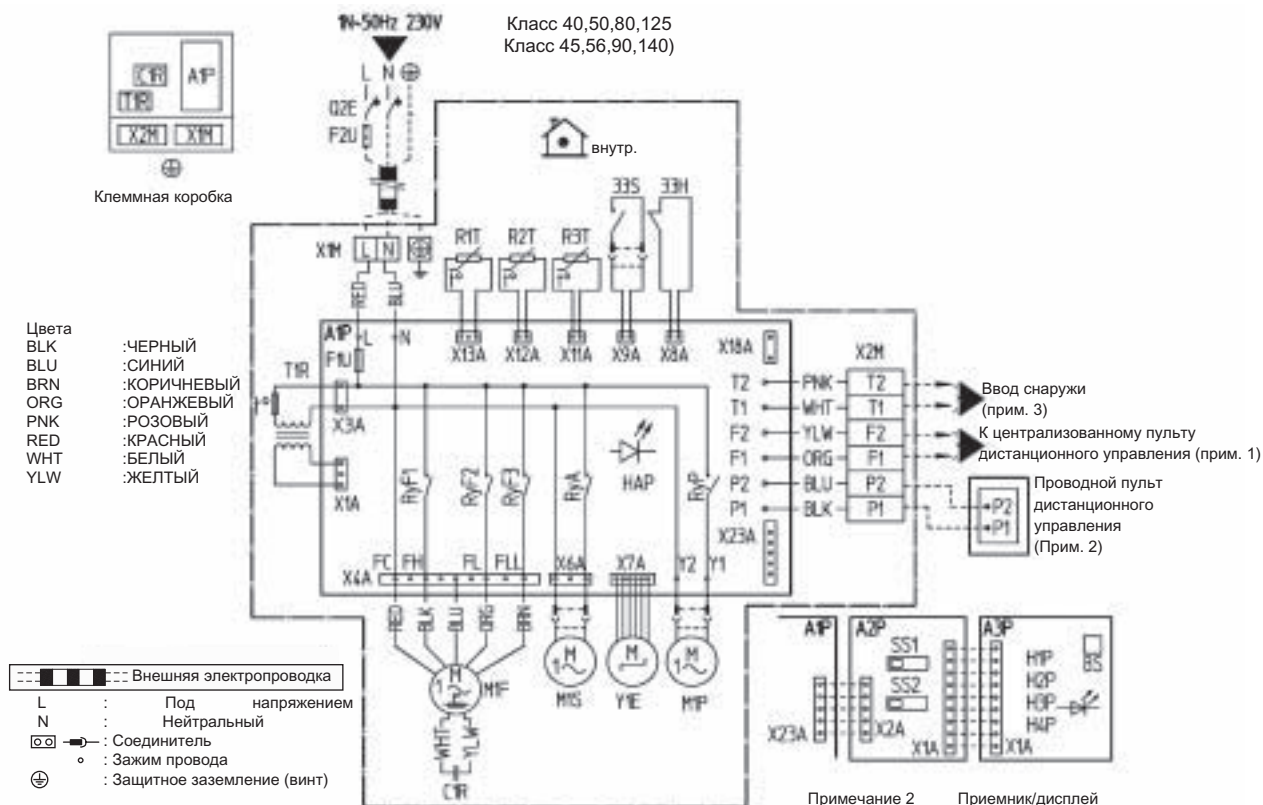 1N~50Hz 230V
Класс 40,50,80,125
Класс 45,56,90,140)
C1R
A1P
T1R
X2M
X1M
Клеммная коробка
L N
Q2E
F2U
внутр.
33S
33H
X1M
L N
R1T
R2T
R3T
RED
BLU
Цвета
BLK :ЧЕРНЫЙ
BLU :СИНИЙ
BRN :КОРИЧНЕВЫЙ
ORG :ОРАНЖЕВЫЙ
PNK :РОЗОВЫЙ
RED :КРАСНЫЙ
WHT :БЕЛЫЙ
YLW :ЖЕЛТЫЙ
A1P
L
N
F1U
T1R
X3A
X1A
X13A
X12A
X11A
X9A
X8A
X18A
X2M
T2 PNK T2
T1 WHT T1
F2 YLW F2
F1 ORG F1
P2 BLU P2
P1 BLK P1
X23A
Ввод снаружи
(прим. 3)
К централизованному пульту
дистанционного управления (прим. 1)
P2
P1
Проводной пульт
дистанционного
управления
(Прим. 2)
RyF1
RyF2
RyF3
RyA
HAP
RyP
X4A
FC
FH
FL
FLL
X6A
X7A
Y2
Y1
RED
BLK
BLU
ORG
BRN
M
1~
M1F
M
1~
M1S
M
Y1E
M
1~
M1P
WHT
YLW
C1R
Внешняя электропроводка
L : Под напряжением
N : Нейтральный
: Соединитель
: Зажим провода
: Защитное заземление (винт)
A1P
X23A
A2P
SS1
SS2
X2A
X1A
A3P
H1P
H2P
H3P
H4P
BS
X1A
Примечание 2
Приемник/дисплей